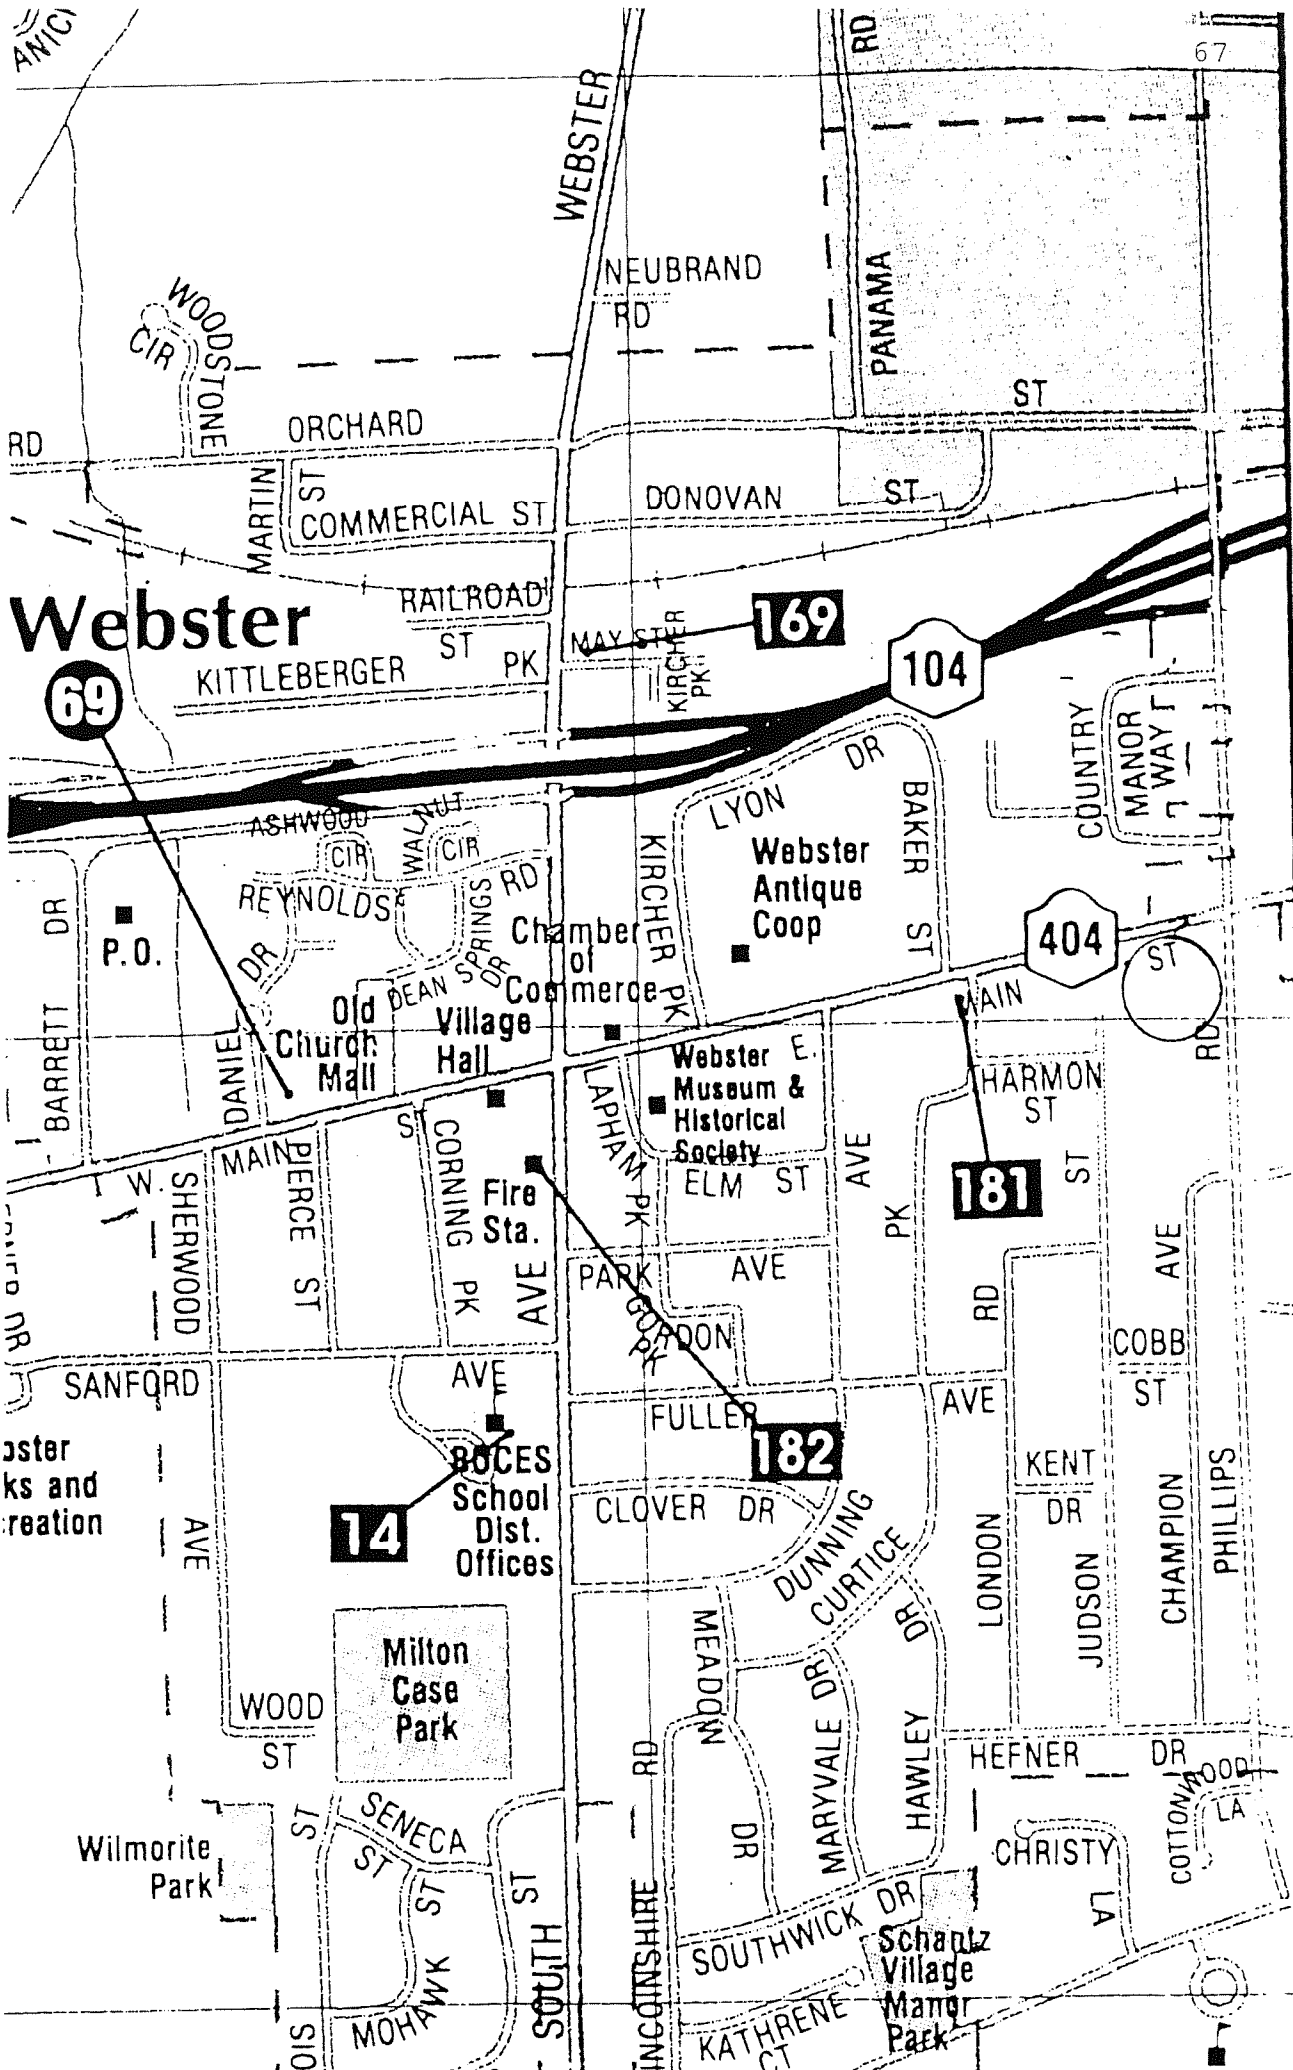 ANICI
RD
67
WEBSTER
NEUBRAND
RD
PANAMA
WOODSTONE
CIR
ST
ORCHARD
RD
MARTIN
ST
COMMERCIAL ST
DONOVAN
ST
Webster
RAILROAD
ST
MAY ST
KIRCHER
PK
169
104
KITTLEBERGER
PK
69
COUNTRY
MANOR
WAY
DR
LYON
BAKER
ST
ASHWOOD
CIR
WALNUT
CIR
REYNOLDS
RD
DR
SPRINGS
DR
DEAN
KIRCHER
PK
Webster
Antique
Coop
BARRETT
DR
P.O.
Chamber
of
Commerce
404
ST
MAIN
Old
Church
Mall
Village
Hall
DANIEL
Webster
Museum &
Historical
Society
E.
RD
HARMON
ST
LAPHAM
PK
ST
MAIN
W.
PIERCE
ST
CORNING
PK
SHERWOOD
Fire
Sta.
ELM
ST
AVE
181
ST
PK
AVE
AVE
PARK
AVE
RD
GORDON
PK
COBB
ST
DR
SANFORD
AVE
FULLER
AVE
182
BOCES
School
Dist.
Offices
14
KENT
DR
CLOVER
DR
DUNNING
CURTICE
LONDON
JUDSON
CHAMPION
PHILLIPS
bster
ks and
creation
AVE
Milton
Case
Park
MEADOW
DR
MARYVALE
DR
HAWLEY
DR
WOOD
ST
RD
HEFNER
DR
COTTONWOOD
LA
ST
SENECA
ST
Wilmorite
Park
CHRISTY
LA
ST
ST
SOUTHWICK
DR
Schantz
Village
Manor
Park
MOHAWK
SOUTH
LINCOLNSHIRE
KATHRENE
CT
OIS